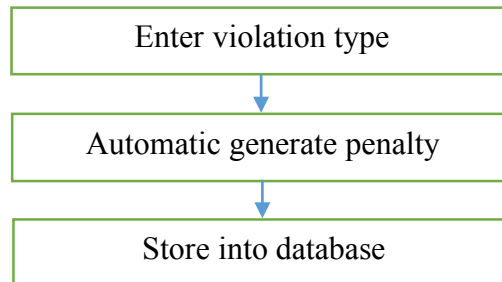 Enter violation type
Automatic generate penalty
Store into database